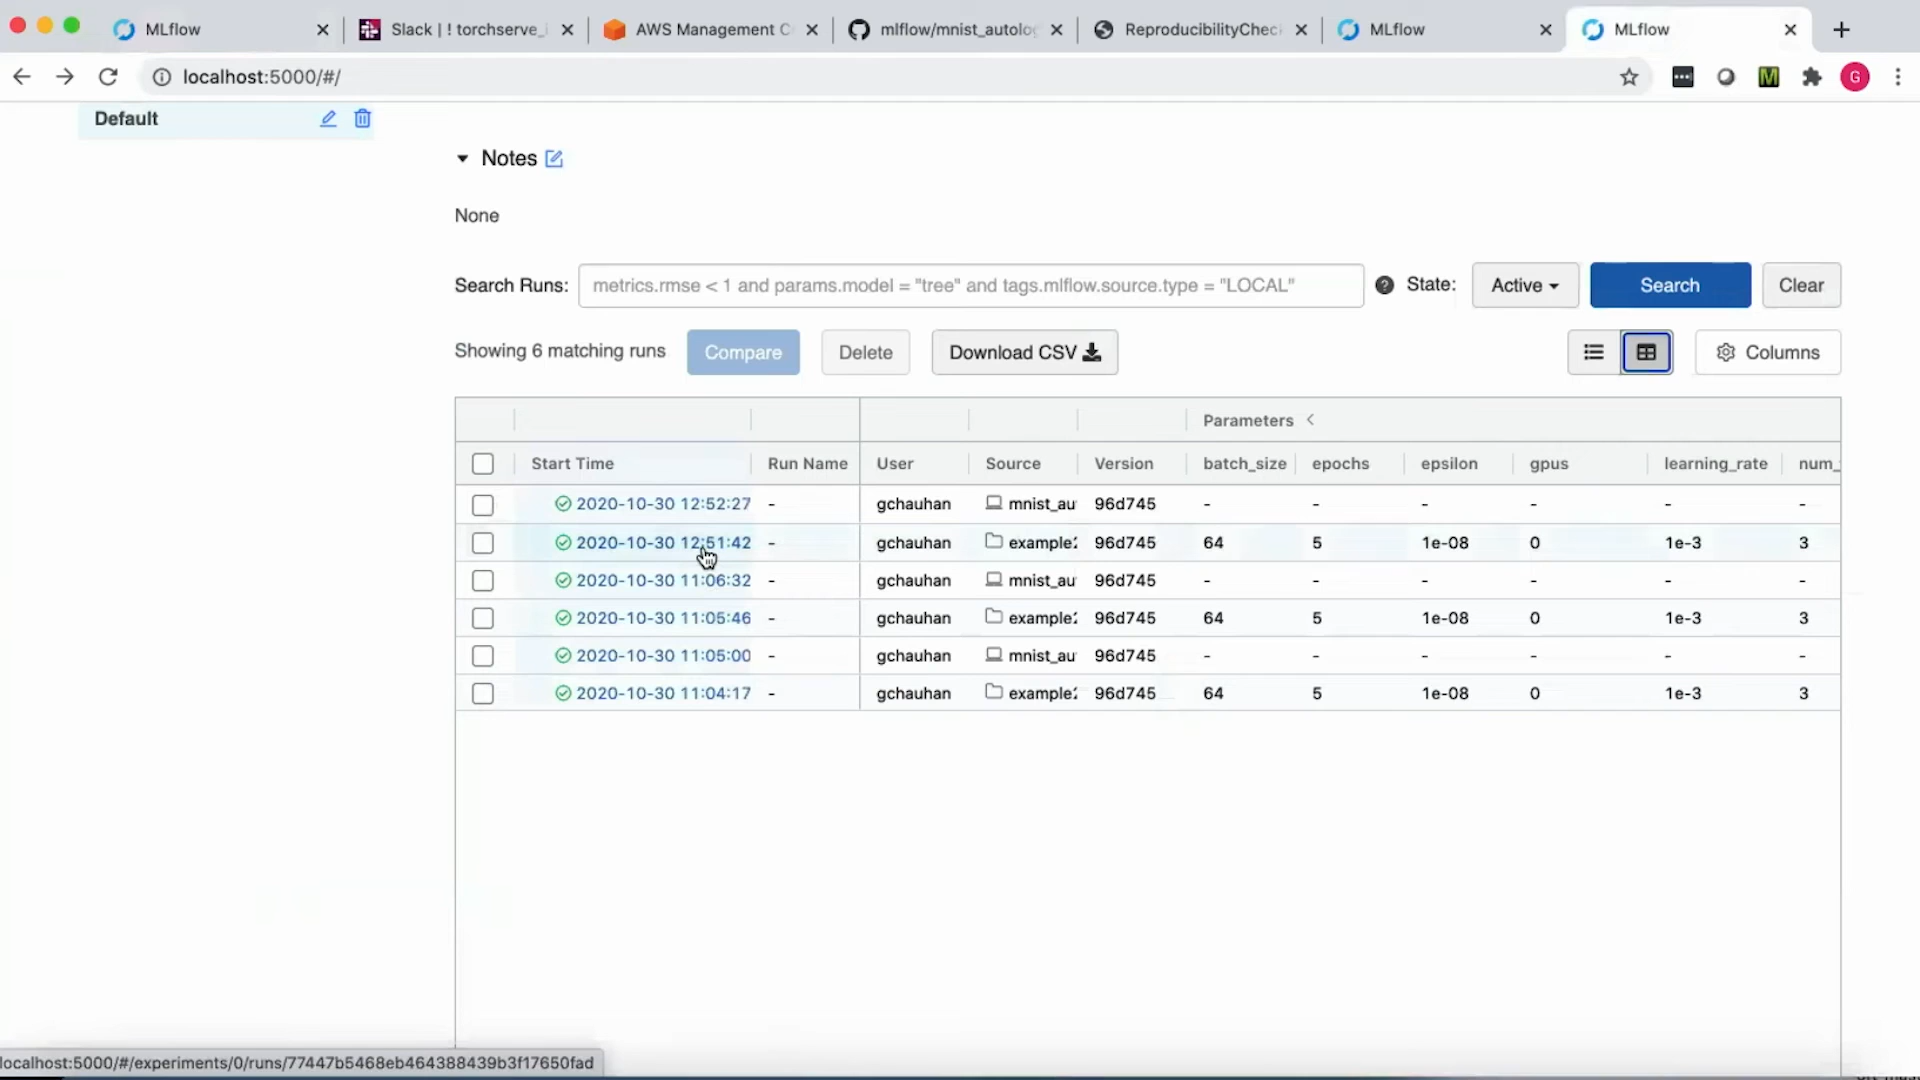 MLflow
Slack | ! torchserve_
AWS Management C
mlflow/mnist_autolog
ReproducibilityChec
MLflow
MLflow
localhost:5000/#/
M
G
Default
Notes
None
Search Runs: metrics.rmse < 1 and params.model = "tree" and tags.mlflow.source.type = "LOCAL" ? State: Active Search Clear
Showing 6 matching runs Compare Delete Download CSV Columns
Parameters <
Start Time Run Name User Source Version batch_size epochs epsilon gpus learning_rate num_
2020-10-30 12:52:27 - gchauhan mnist_au 96d745 - - - - - -
2020-10-30 12:51:42 - gchauhan example2 96d745 64 5 1e-08 0 1e-3 3
2020-10-30 11:06:32 - gchauhan mnist_au 96d745 - - - - - -
2020-10-30 11:05:46 - gchauhan example2 96d745 64 5 1e-08 0 1e-3 3
2020-10-30 11:05:00 - gchauhan mnist_au 96d745 - - - - - -
2020-10-30 11:04:17 - gchauhan example2 96d745 64 5 1e-08 0 1e-3 3
localhost:5000/#/experiments/0/runs/77447b5468eb464388439b3f17650fad